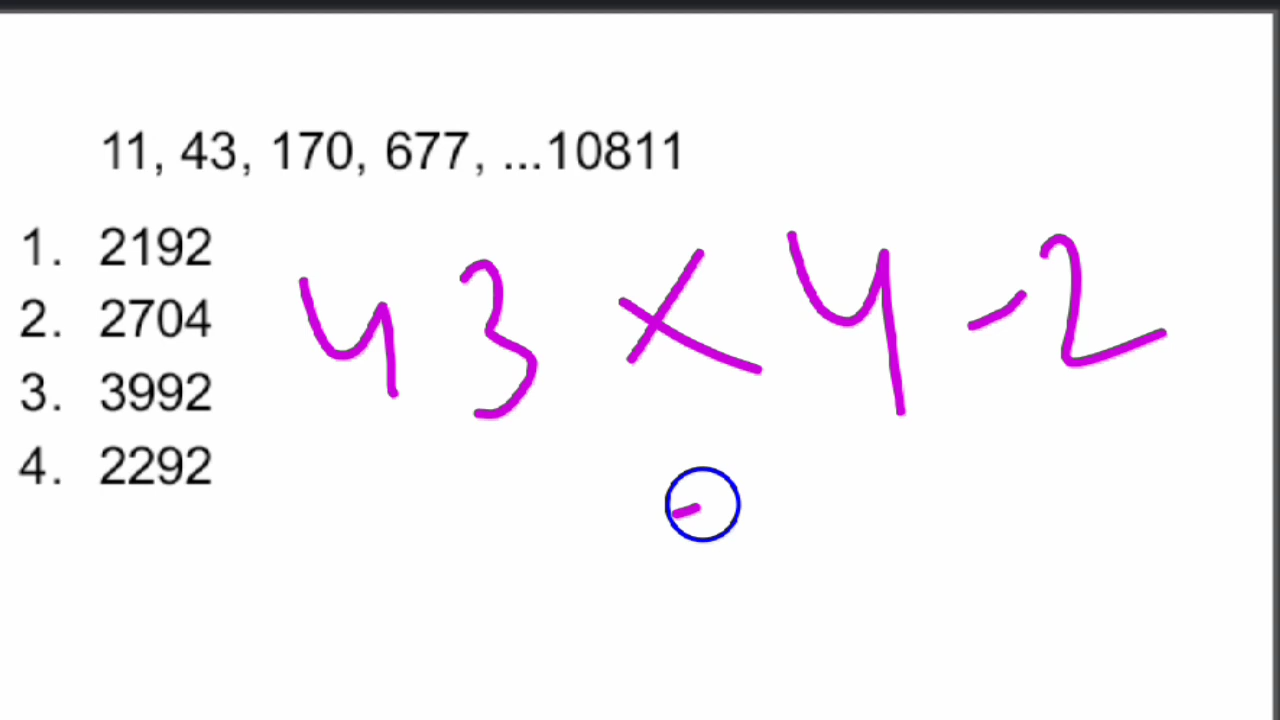 11, 43, 170, 677, ...10811
1. 2192
2. 2704
3. 3992
4. 2292
43 × 4 - 2
-